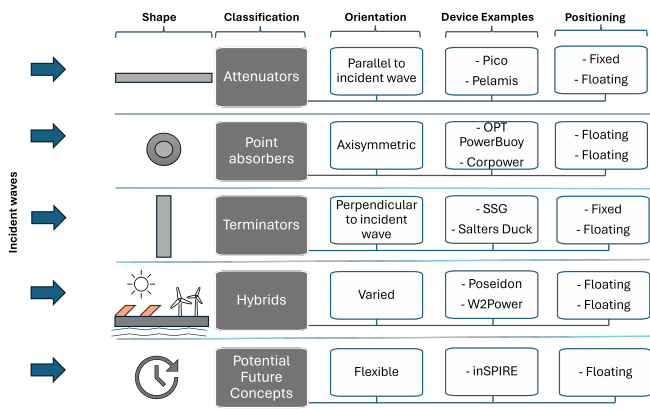 Shape Classification Orientation Device Examples Positioning
Incident waves
Attenuators
Parallel to
incident wave
- Pico
- Pelamis
- Fixed
- Floating
Point
absorbers
Axisymmetric
- OPT
PowerBuoy
- Corpower
- Floating
- Floating
Terminators
Perpendicular
to incident
wave
- SSG
- Salters Duck
- Fixed
- Floating
Hybrids
Varied
- Poseidon
- W2Power
- Floating
- Floating
Potential
Future
Concepts
Flexible
- inSPIRE
- Floating